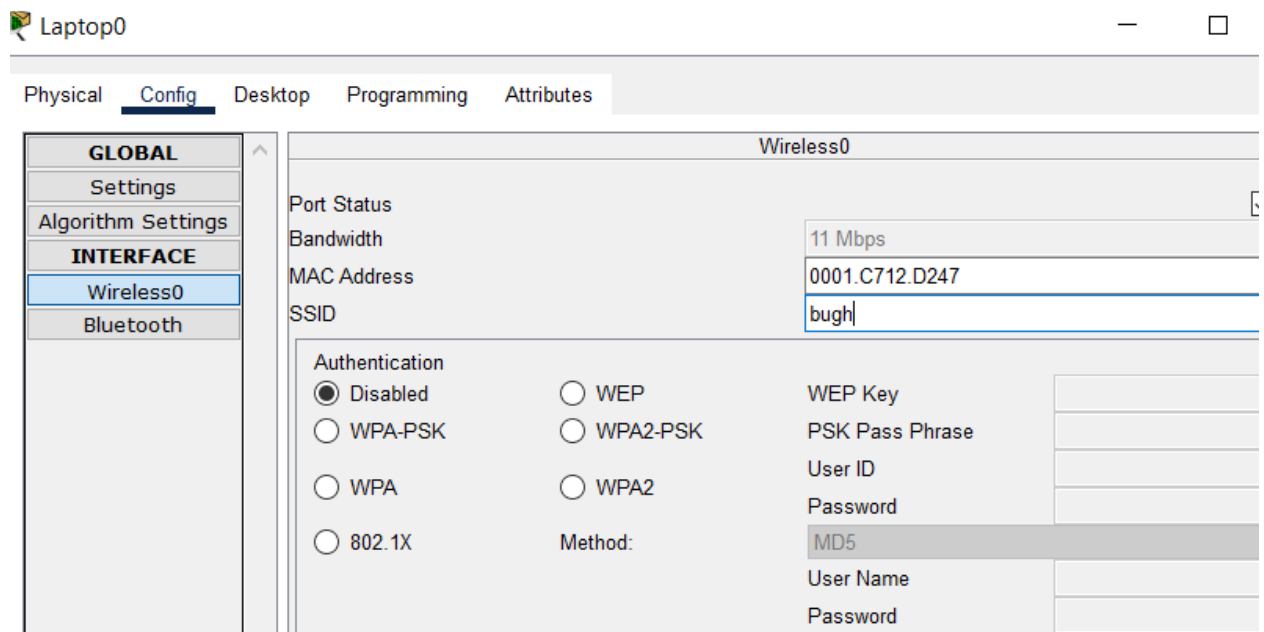 Laptop0
Physical Config Desktop Programming Attributes
GLOBAL
Settings
Algorithm Settings
INTERFACE
Wireless0
Bluetooth
Wireless0
Port Status
Bandwidth 11 Mbps
MAC Address 0001.C712.D247
SSID bugh
Authentication
Disabled WEP WEP Key
WPA-PSK WPA2-PSK PSK Pass Phrase
User ID
WPA WPA2
Password
802.1X Method: MD5
User Name
Password